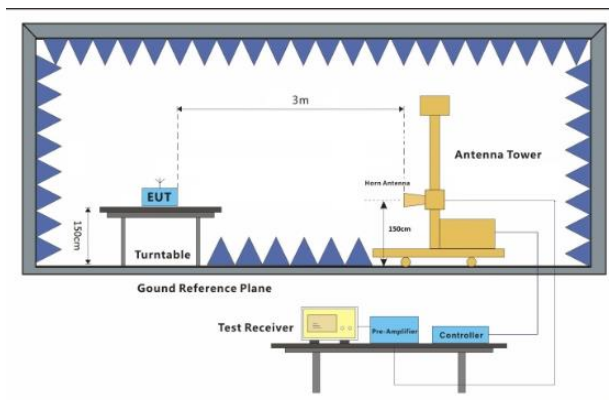 3m
Antenna Tower
Horn Antenna
EUT
150cm
150cm
Turntable
Gound Reference Plane
Test Receiver
Pre-Amplifier
Controller